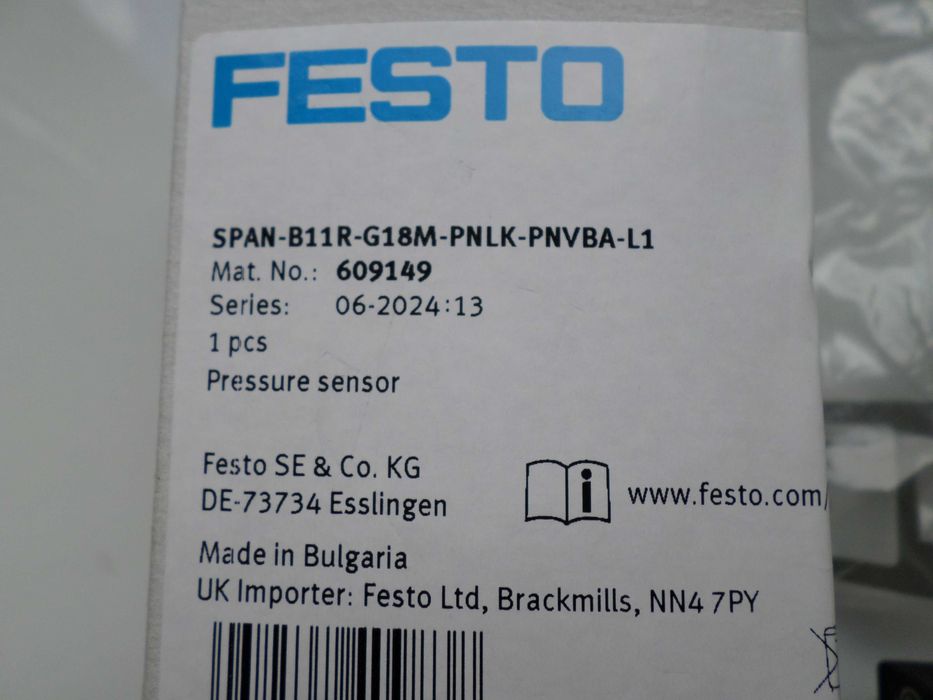 FESTO
SPAN-B11R-G18M-PNLK-PNVBA-L1
Mat. No.: 609149
Series: 06-2024:13
1 pcs
Pressure sensor
Festo SE & Co. KG
DE-73734 Esslingen
i www.festo.com/
Made in Bulgaria
UK Importer: Festo Ltd, Brackmills, NN4 7PY